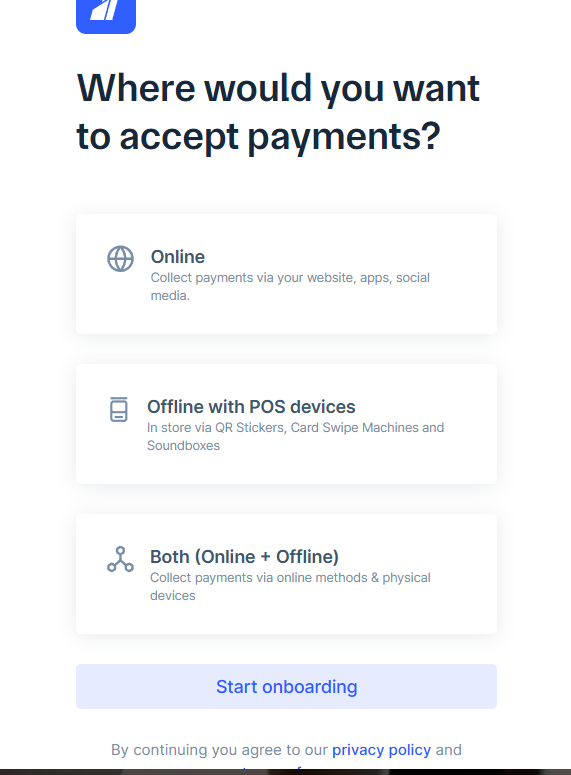 Where would you want
to accept payments?
Online
Collect payments via your website, apps, social
media.
Offline with POS devices
In store via QR Stickers, Card Swipe Machines and
Soundboxes
Both (Online + Offline)
Collect payments via online methods & physical
devices
Start onboarding
By continuing you agree to our privacy policy and